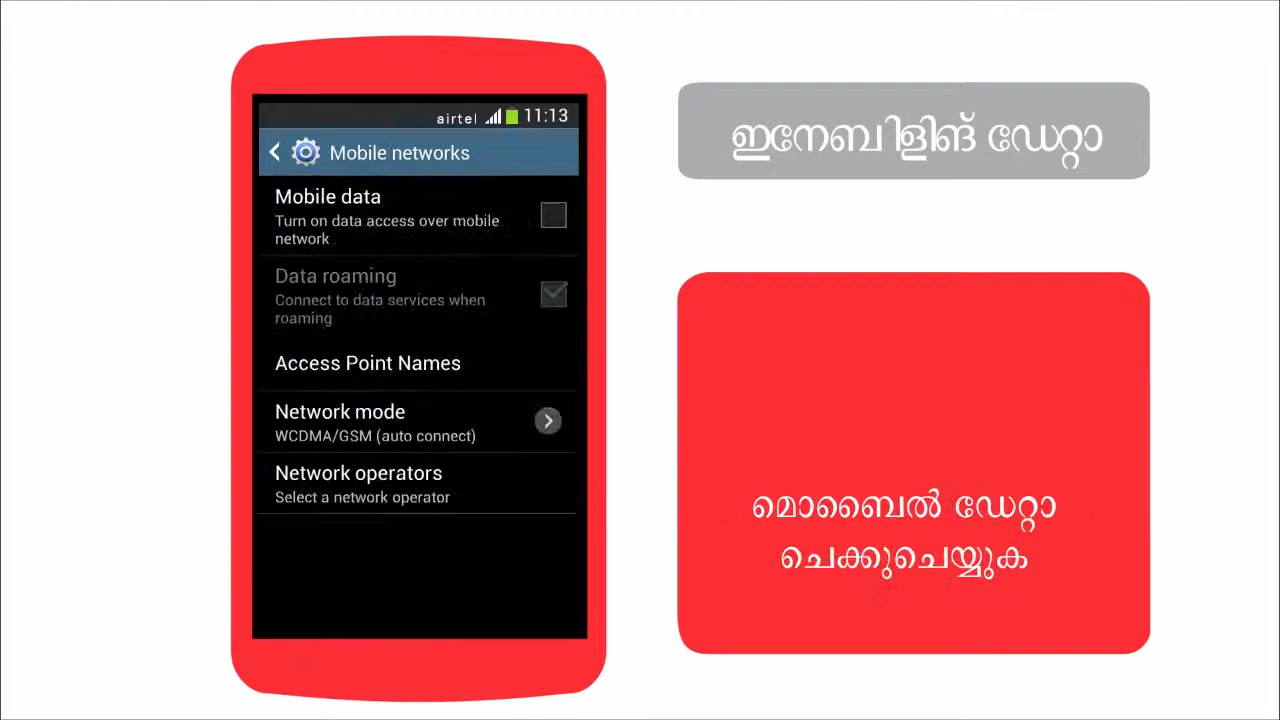 airtel 11:13
Mobile networks
Mobile data
Turn on data access over mobile
network
Data roaming
Connect to data services when
roaming
Access Point Names
Network mode
WCDMA/GSM (auto connect)
Network operators
Select a network operator
ഇനേബിളിങ് ഡേറ്റാ
മൊബൈൽ ഡേറ്റാ
ചെക്കുചെയ്യുക